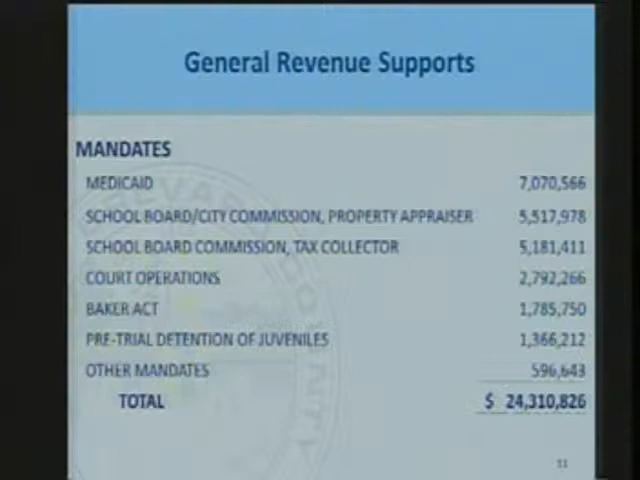 General Revenue Supports
MANDATES
MEDICAID 7,070,566
SCHOOL BOARD/CITY COMMISSION, PROPERTY APPRAISER 5,517,978
SCHOOL BOARD COMMISSION, TAX COLLECTOR 5,181,411
COURT OPERATIONS 2,792,266
BAKER ACT 1,785,750
PRE-TRIAL DETENTION OF JUVENILES 1,366,212
OTHER MANDATES 596,643
TOTAL $ 24,310,826
BREVARD COUNTY